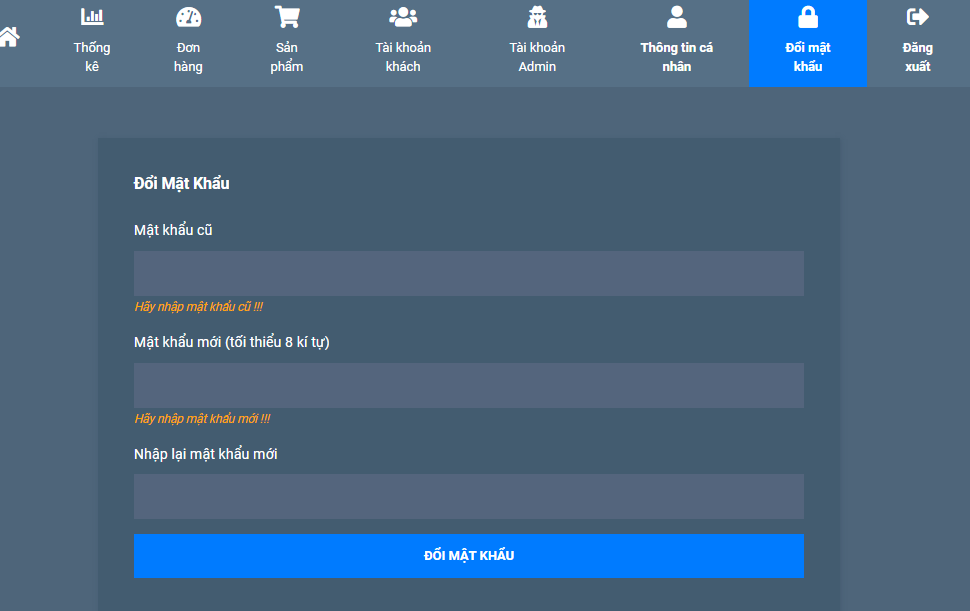 Thống
kê
Đơn
hàng
Sản
phẩm
Tài khoản
khách
Tài khoản
Admin
Thông tin cá
nhân
Đổi mật
khẩu
Đăng
xuất
Đổi Mật Khẩu
Mật khẩu cũ
Hãy nhập mật khẩu cũ !!!
Mật khẩu mới (tối thiểu 8 kí tự)
Hãy nhập mật khẩu mới !!!
Nhập lại mật khẩu mới
ĐỔI MẬT KHẨU